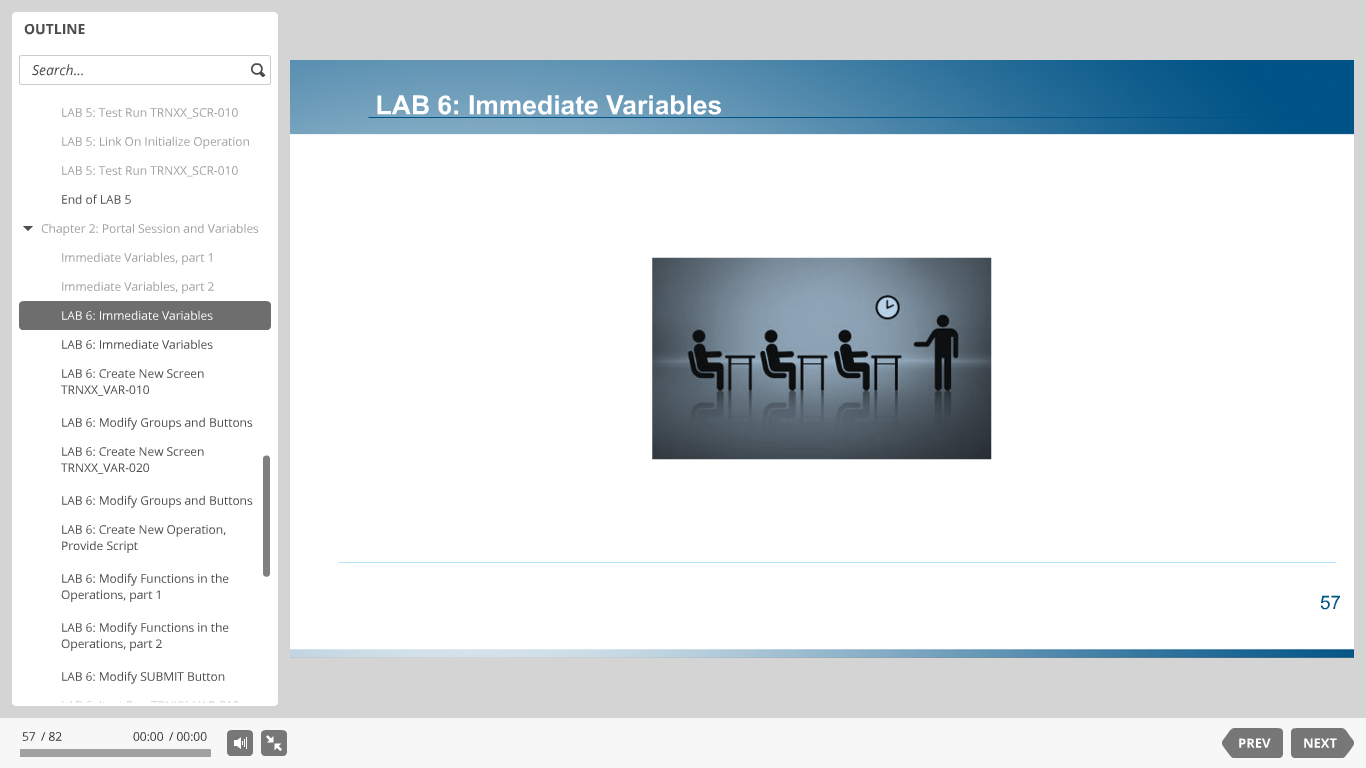 OUTLINE
Search...
LAB 5: Test Run TRNXX_SCR-010
LAB 5: Link On Initialize Operation
LAB 5: Test Run TRNXX_SCR-010
End of LAB 5
Chapter 2: Portal Session and Variables
Immediate Variables, part 1
Immediate Variables, part 2
LAB 6: Immediate Variables
LAB 6: Immediate Variables
LAB 6: Create New Screen
TRNXX_VAR-010
LAB 6: Modify Groups and Buttons
LAB 6: Create New Screen
TRNXX_VAR-020
LAB 6: Modify Groups and Buttons
LAB 6: Create New Operation,
Provide Script
LAB 6: Modify Functions in the
Operations, part 1
LAB 6: Modify Functions in the
Operations, part 2
LAB 6: Modify SUBMIT Button
LAB 6: Immediate Variables
57
57 / 82
00:00 / 00:00
PREV
NEXT